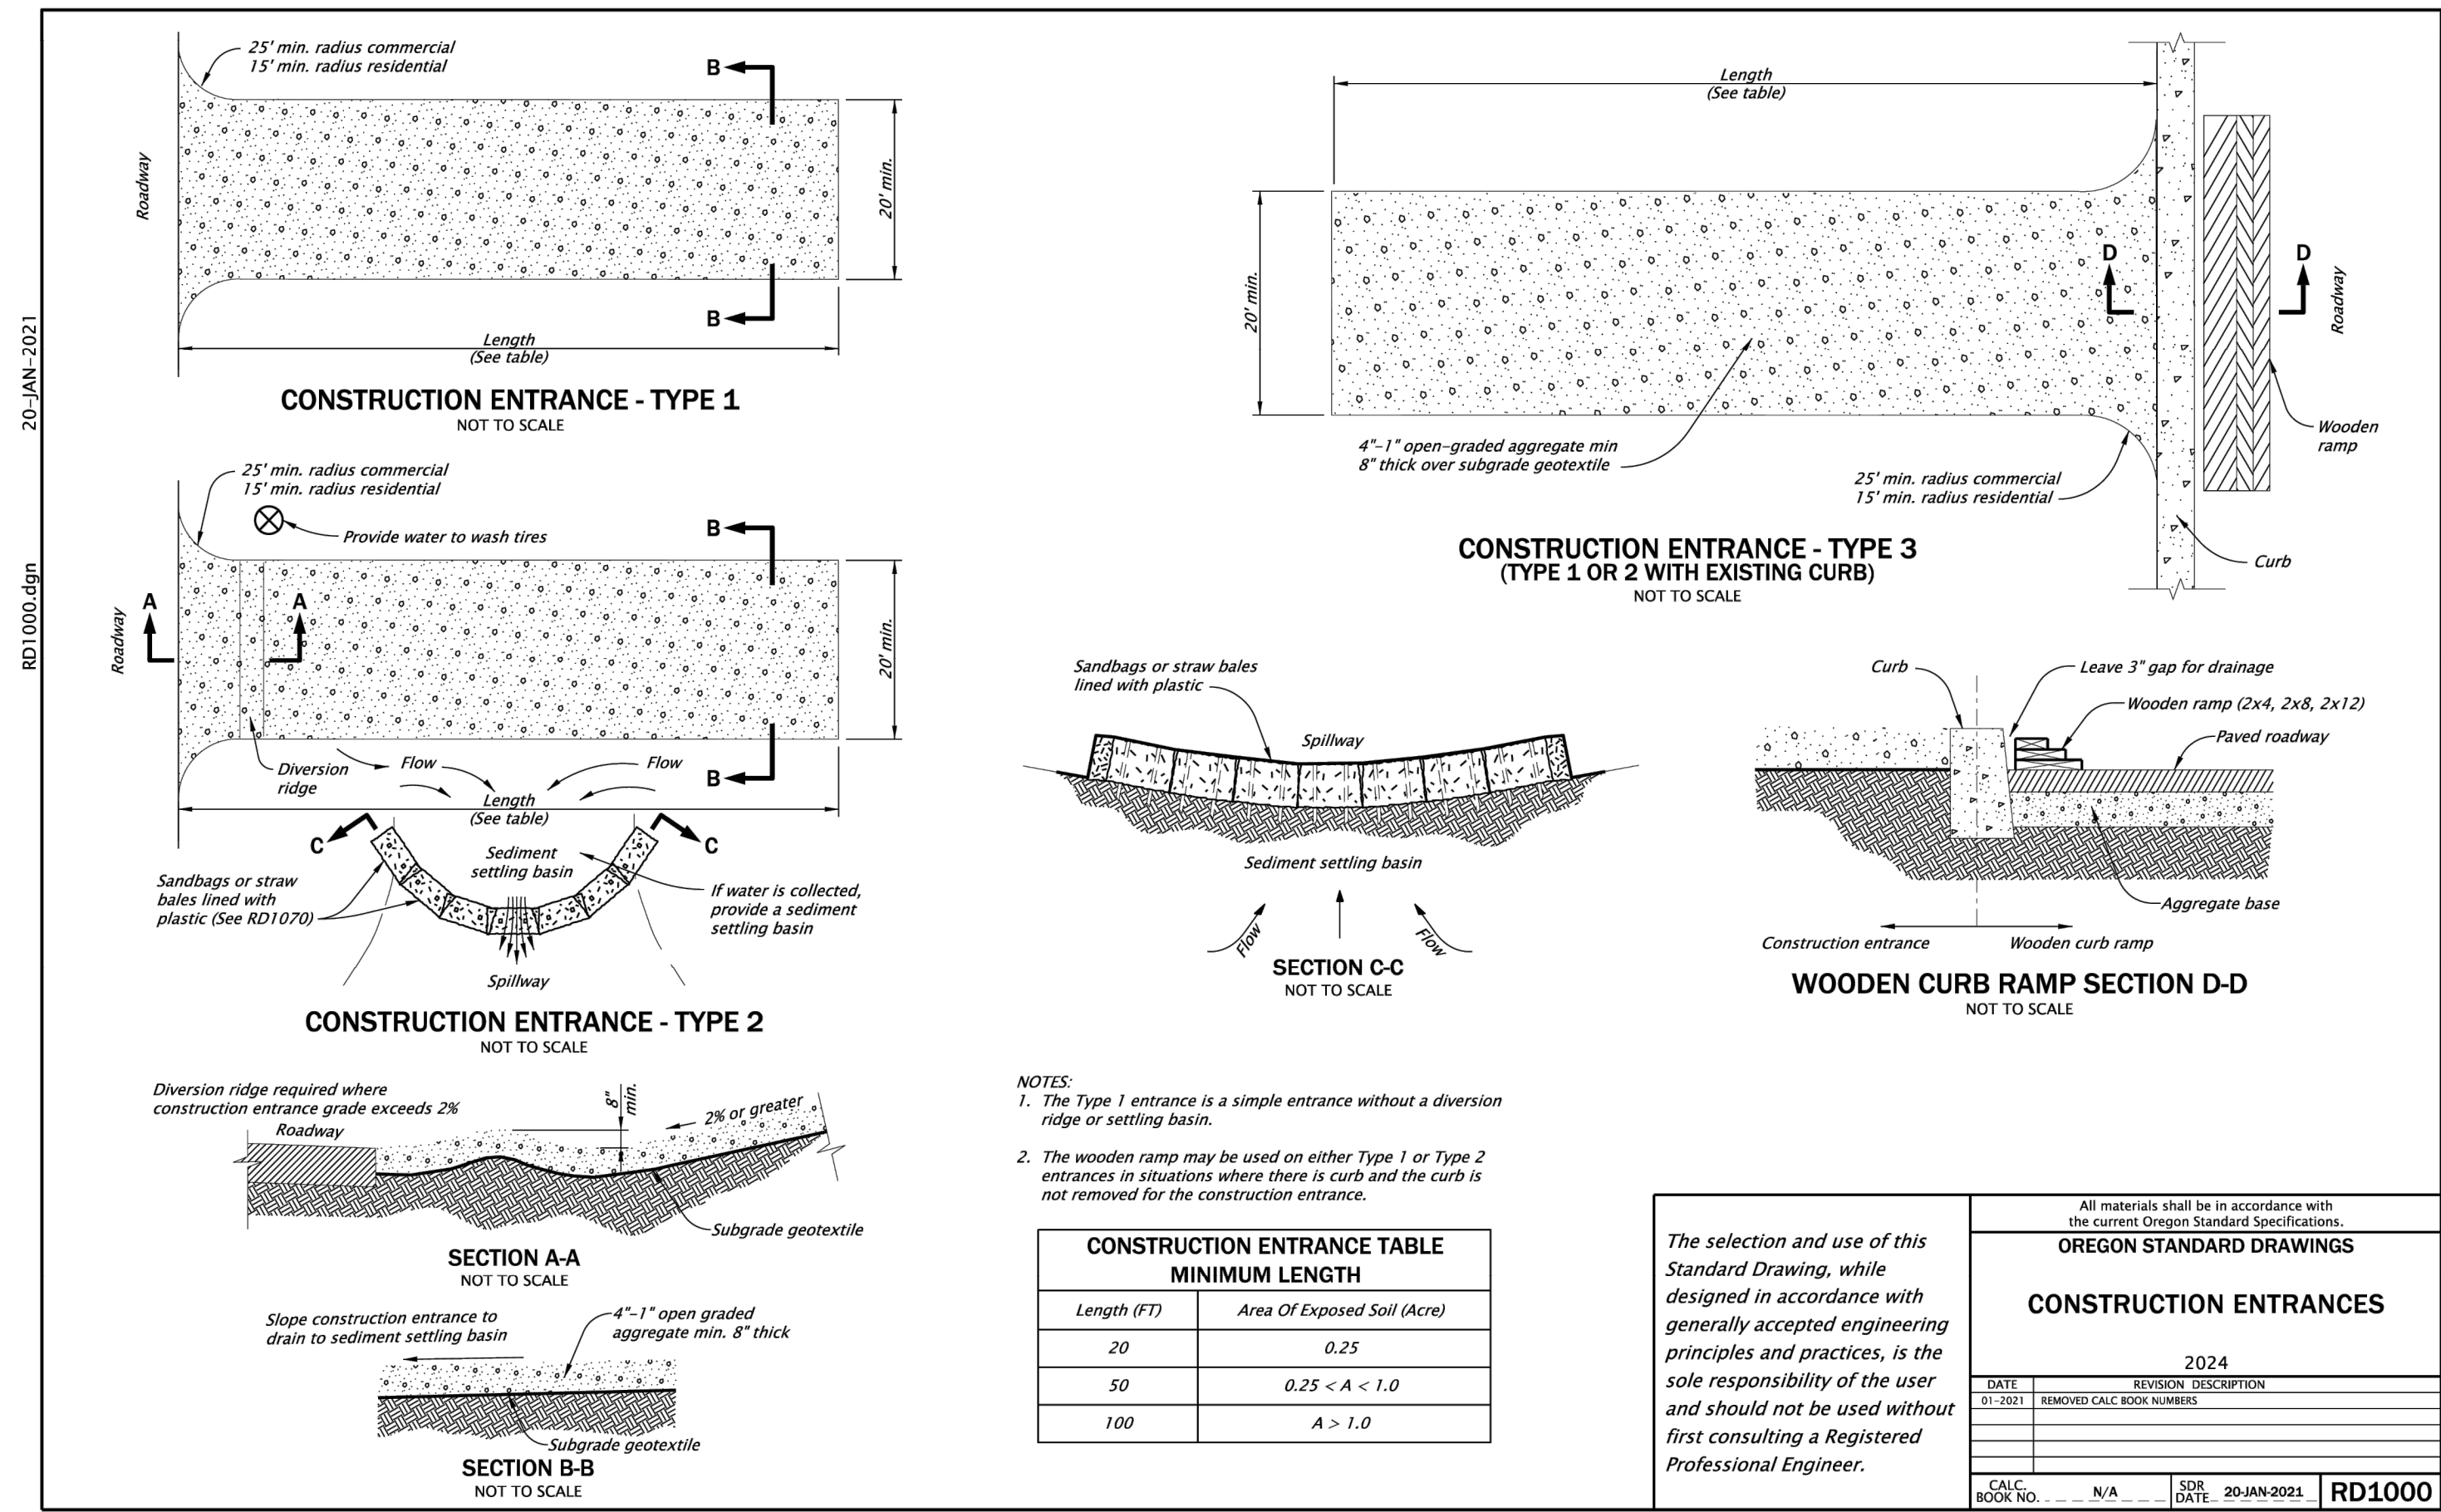 20-JAN-2021
RD1000.dgn
25' min. radius commercial
15' min. radius residential
B
B
Roadway
20' min.
Length
(See table)
CONSTRUCTION ENTRANCE - TYPE 1
NOT TO SCALE
25' min. radius commercial
15' min. radius residential
Provide water to wash tires
B
A
A
Roadway
20' min.
Diversion
ridge
Flow
Flow
B
Length
(See table)
C
C
Sediment
settling basin
Sandbags or straw
bales lined with
plastic (See RD1070)
If water is collected,
provide a sediment
settling basin
Spillway
CONSTRUCTION ENTRANCE - TYPE 2
NOT TO SCALE
Diversion ridge required where
construction entrance grade exceeds 2%
Roadway
8"
min.
2% or greater
Subgrade geotextile
SECTION A-A
NOT TO SCALE
Slope construction entrance to
drain to sediment settling basin
4"-1" open graded
aggregate min. 8" thick
Subgrade geotextile
SECTION B-B
NOT TO SCALE
Length
(See table)
20' min.
D
D
Roadway
Wooden
ramp
4"-1" open-graded aggregate min
8" thick over subgrade geotextile
25' min. radius commercial
15' min. radius residential
Curb
CONSTRUCTION ENTRANCE - TYPE 3
(TYPE 1 OR 2 WITH EXISTING CURB)
NOT TO SCALE
Sandbags or straw bales
lined with plastic
Spillway
Sediment settling basin
Flow
Flow
SECTION C-C
NOT TO SCALE
Curb
Leave 3" gap for drainage
Wooden ramp (2x4, 2x8, 2x12)
Paved roadway
Aggregate base
Construction entrance
Wooden curb ramp
WOODEN CURB RAMP SECTION D-D
NOT TO SCALE
NOTES:
1. The Type 1 entrance is a simple entrance without a diversion
ridge or settling basin.
2. The wooden ramp may be used on either Type 1 or Type 2
entrances in situations where there is curb and the curb is
not removed for the construction entrance.
CONSTRUCTION ENTRANCE TABLE
MINIMUM LENGTH
Length (FT) Area Of Exposed Soil (Acre)
20 0.25
50 0.25 < A < 1.0
100 A > 1.0
The selection and use of this
Standard Drawing, while
designed in accordance with
generally accepted engineering
principles and practices, is the
sole responsibility of the user
and should not be used without
first consulting a Registered
Professional Engineer.
All materials shall be in accordance with
the current Oregon Standard Specifications.
OREGON STANDARD DRAWINGS
CONSTRUCTION ENTRANCES
2024
DATE REVISION DESCRIPTION
01-2021 REMOVED CALC BOOK NUMBERS
CALC.
BOOK NO. N/A
SDR
DATE 20-JAN-2021
RD1000